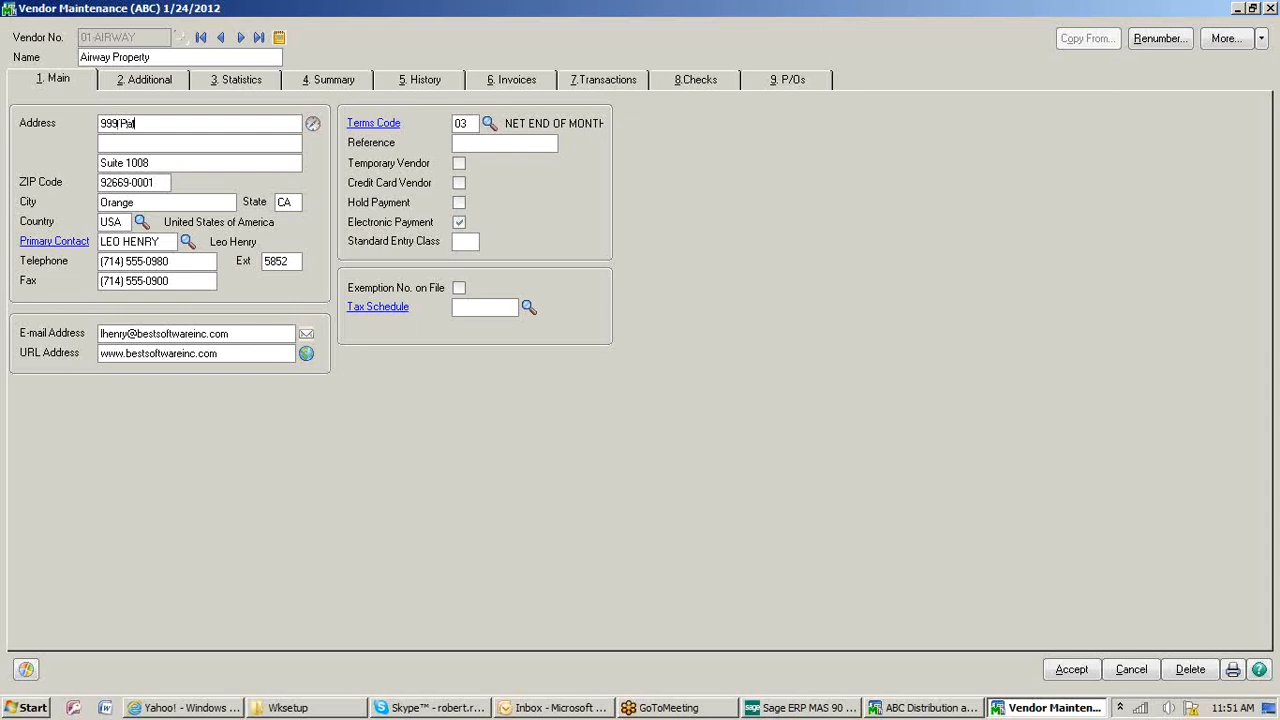 Vendor Maintenance (ABC) 1/24/2012
Vendor No. 01-AIRWAY
Copy From... Renumber... More...
Name Airway Property
1. Main 2. Additional 3. Statistics 4. Summary 5. History 6. Invoices 7.Transactions 8.Checks 9. P/Os
Address
Suite 1008
ZIP Code 92669-0001
City Orange State CA
Country USA United States of America
Primary Contact LEO HENRY Leo Henry
Telephone (714) 555-0980 Ext 5852
Fax (714) 555-0900
E-mail Address lhenry@bestsoftwareinc.com
URL Address www.bestsoftwareinc.com
Terms Code 03 NET END OF MONTH
Reference
Temporary Vendor
Credit Card Vendor
Hold Payment
Electronic Payment
Standard Entry Class
Exemption No. on File
Tax Schedule
Accept Cancel Delete
Start Yahoo! - Windows ... Wksetup Skype™ - robert.r... Inbox - Microsoft ... GoToMeeting Sage ERP MAS 90 ... ABC Distribution a... Vendor Mainten... 11:51 AM